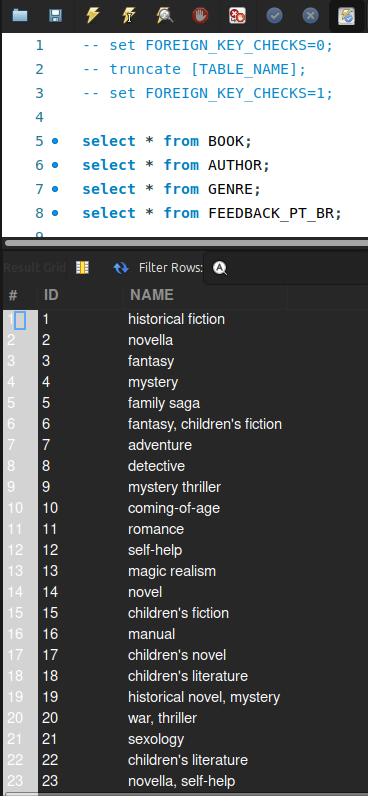 1 -- set FOREIGN_KEY_CHECKS=0;
2 -- truncate [TABLE_NAME];
3 -- set FOREIGN_KEY_CHECKS=1;
4
5 select * from BOOK;
6 select * from AUTHOR;
7 select * from GENRE;
8 select * from FEEDBACK_PT_BR;
9
Result Grid Filter Rows:
# ID NAME
1 1 historical fiction
2 2 novella
3 3 fantasy
4 4 mystery
5 5 family saga
6 6 fantasy, children's fiction
7 7 adventure
8 8 detective
9 9 mystery thriller
10 10 coming-of-age
11 11 romance
12 12 self-help
13 13 magic realism
14 14 novel
15 15 children's fiction
16 16 manual
17 17 children's novel
18 18 children's literature
19 19 historical novel, mystery
20 20 war, thriller
21 21 sexology
22 22 children's literature
23 23 novella, self-help